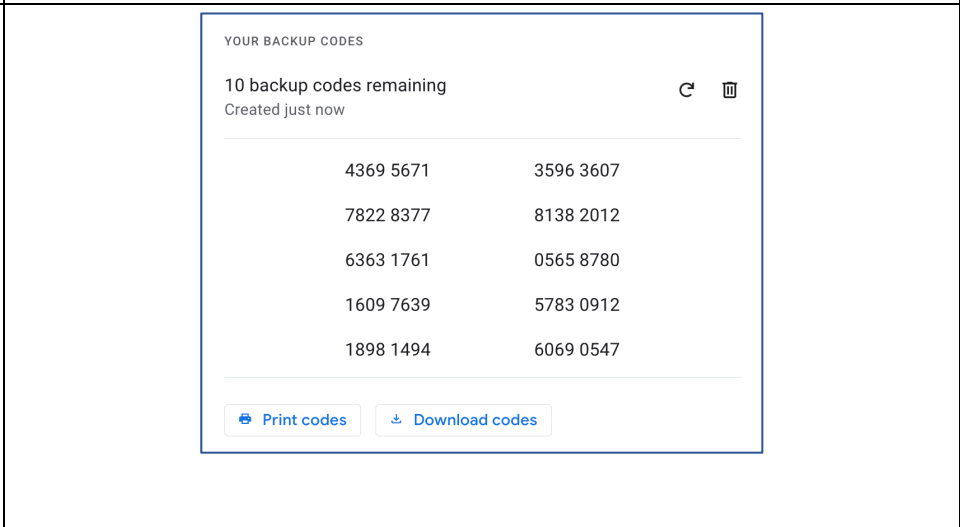 YOUR BACKUP CODES
10 backup codes remaining
Created just now
4369 5671 3596 3607
7822 8377 8138 2012
6363 1761 0565 8780
1609 7639 5783 0912
1898 1494 6069 0547
Print codes Download codes